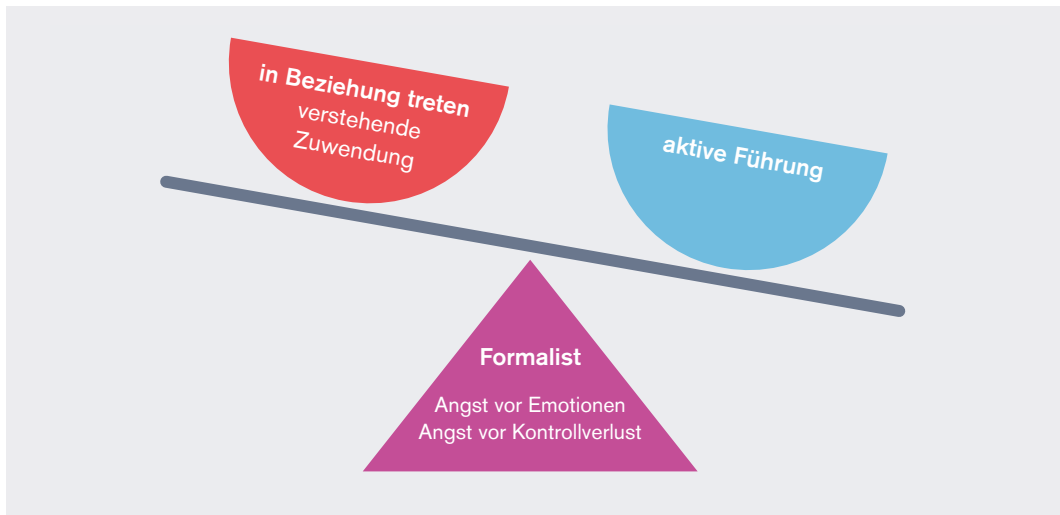 in Beziehung treten
verstehende
Zuwendung
aktive Führung
Formalist
Angst vor Emotionen
Angst vor Kontrollverlust